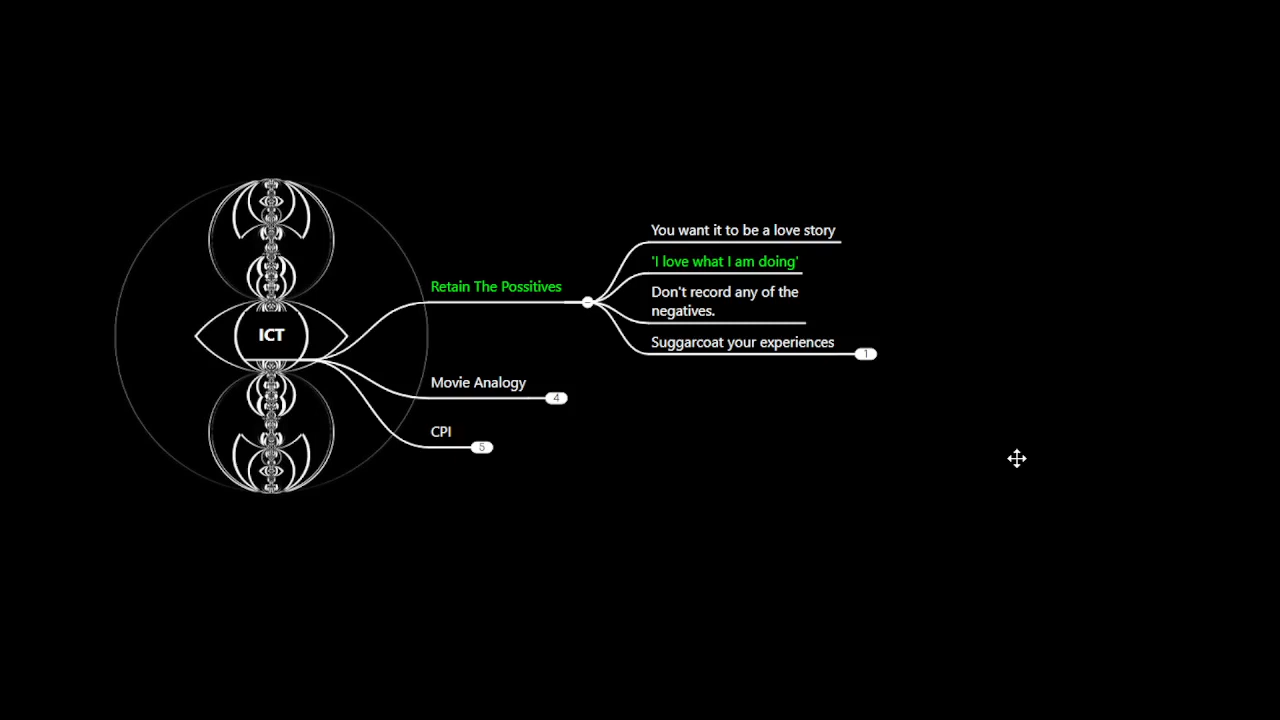 You want it to be a love story
'I love what I am doing'
Retain The Possitives
Don't record any of the
negatives.
ICT
Suggarcoat your experiences
1
Movie Analogy
4
CPI
5